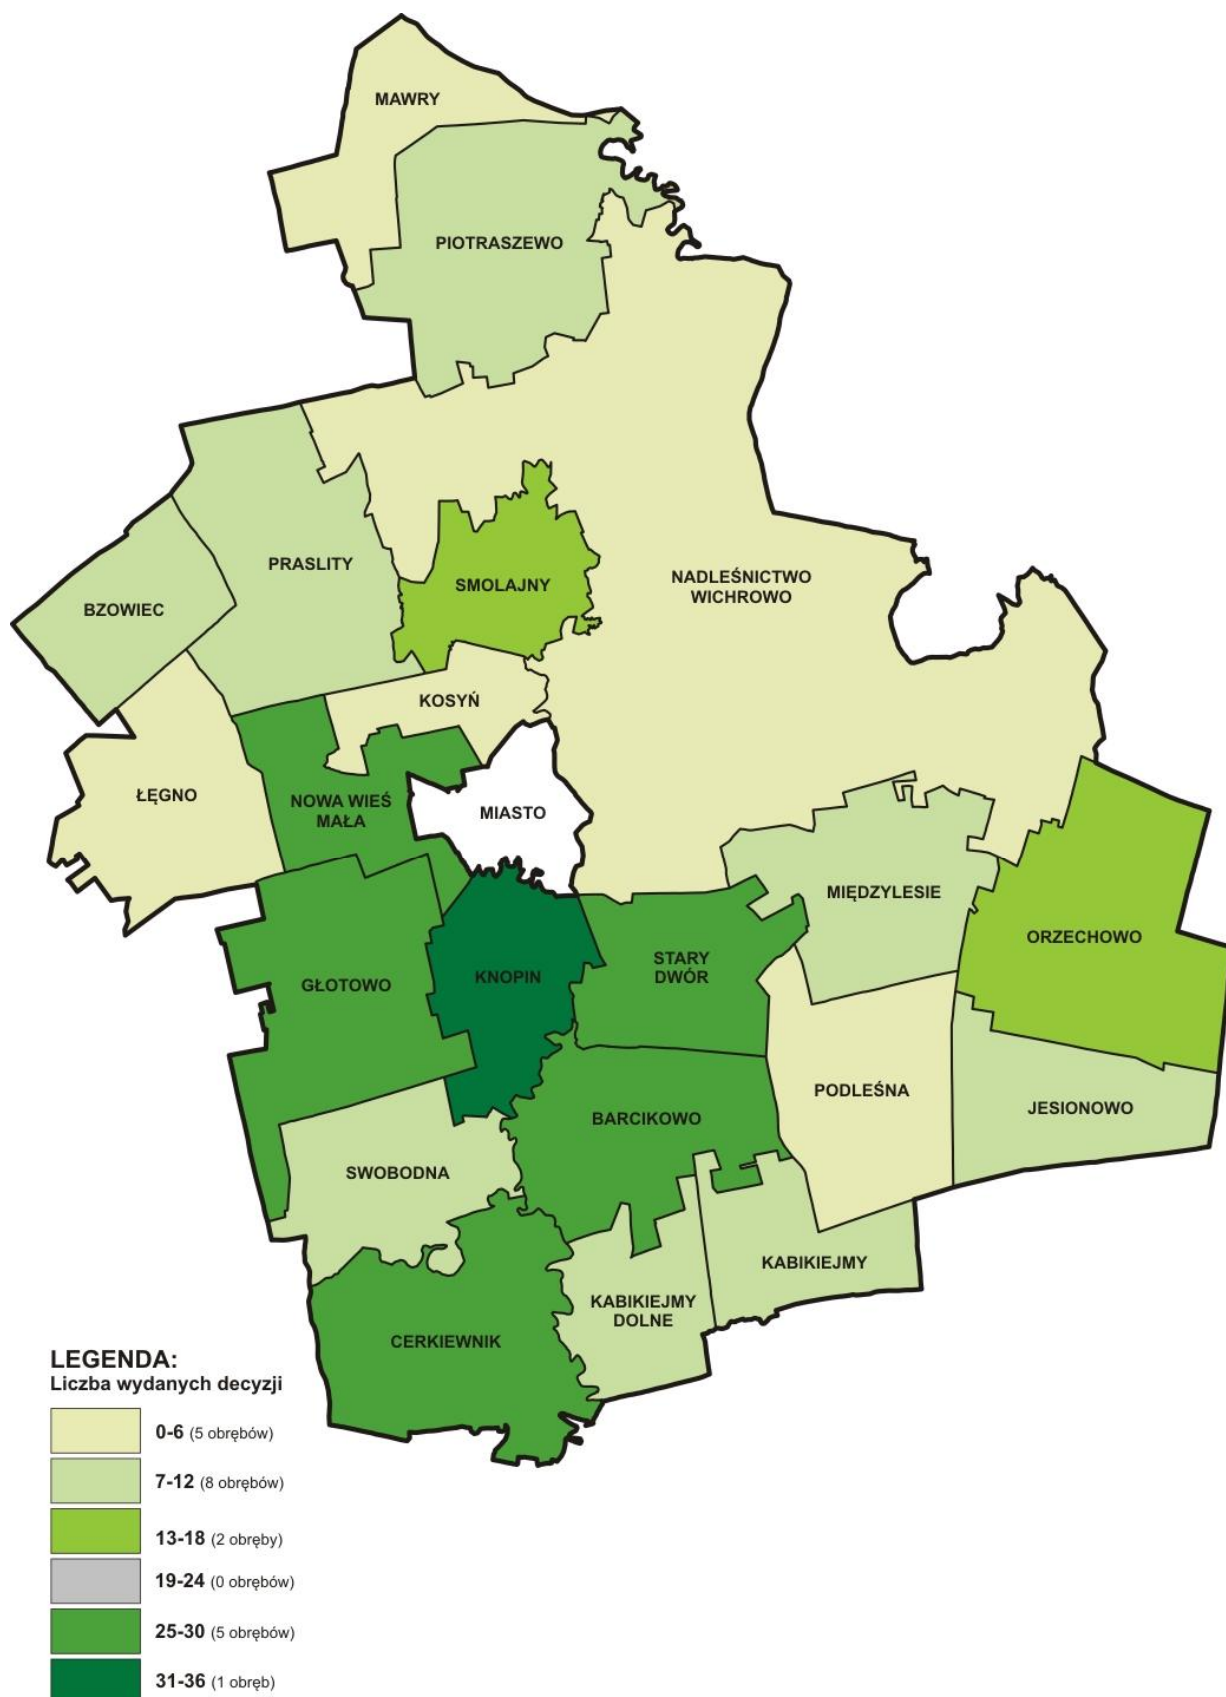 MAWRY
PIOTRASZEWO
PRASLITY
SMOLAJNY
NADLEŚNICTWO
WICHROWO
BZOWIEC
KOSYŃ
ŁĘGNO
NOWA WIEŚ
MAŁA
MIASTO
MIĘDZYLESIE
ORZECHOWO
GŁOTOWO
KNOPIN
STARY
DWÓR
PODLEŚNA
JESIONOWO
BARCIKOWO
SWOBODNA
KABIKIEJMY
KABIKIEJMY
DOLNE
CERKIEWNIK
LEGENDA:
Liczba wydanych decyzji
0-6 (5 obrębów)
7-12 (8 obrębów)
13-18 (2 obręby)
19-24 (0 obrębów)
25-30 (5 obrębów)
31-36 (1 obręb)